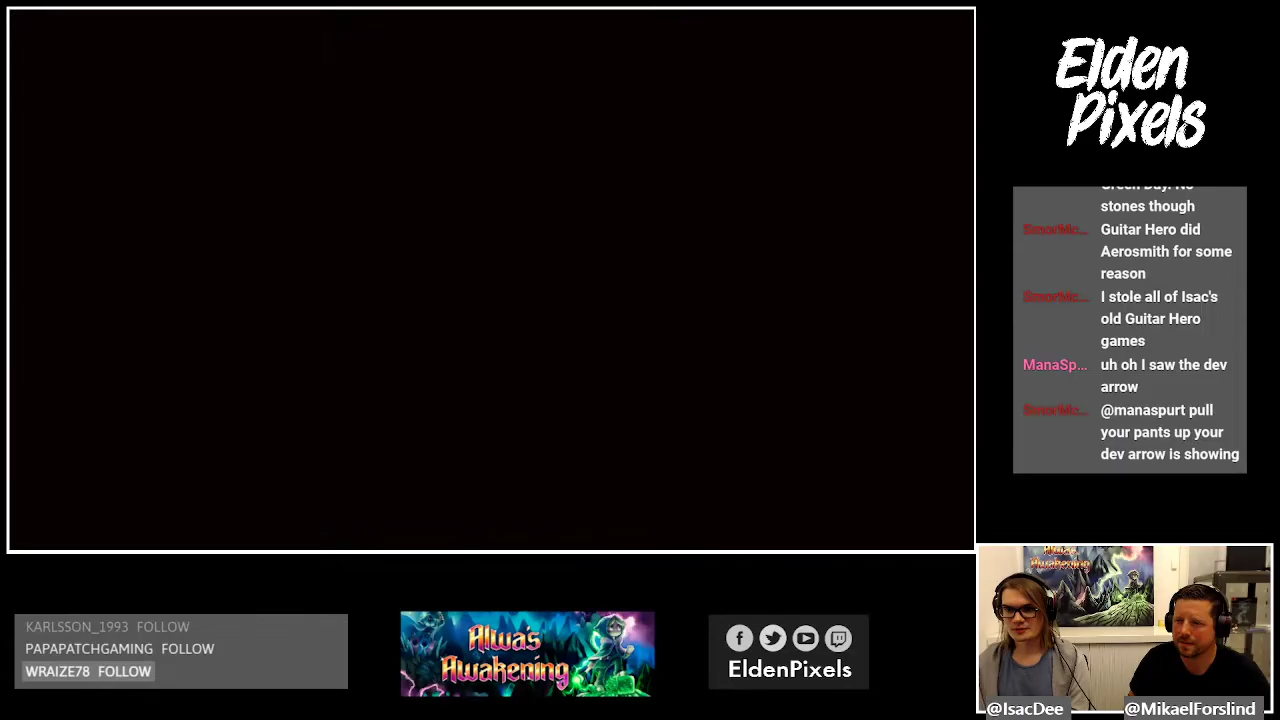 Elden
Pixels
stones though
Guitar Hero did
Aerosmith for some
reason
I stole all of Isac's
old Guitar Hero
games
ManaSp... uh oh I saw the dev
arrow
@manaspurt pull
your pants up your
dev arrow is showing
KARLSSON_1993 FOLLOW
PAPAPATCHGAMING FOLLOW
WRAIZE78 FOLLOW
Alwa's
Awakening
EldenPixels
Alwa's
Awakening
@IsacDee
@MikaelForslind